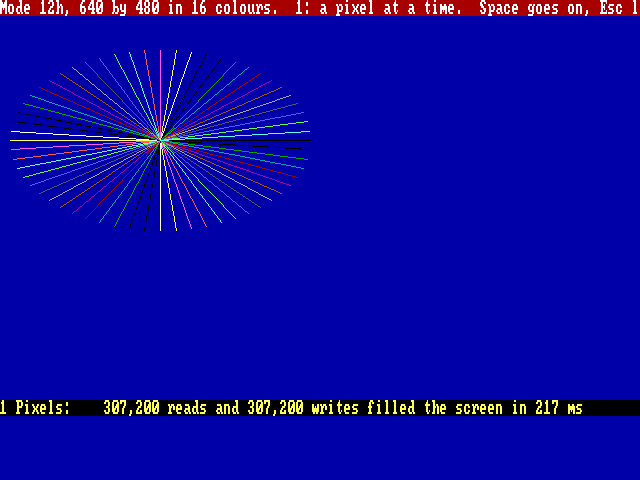 Mode 12h, 640 by 480 in 16 colours.  1: a pixel at a time.  Space goes on, Esc l
1 Pixels:    307,200 reads and 307,200 writes filled the screen in 217 ms